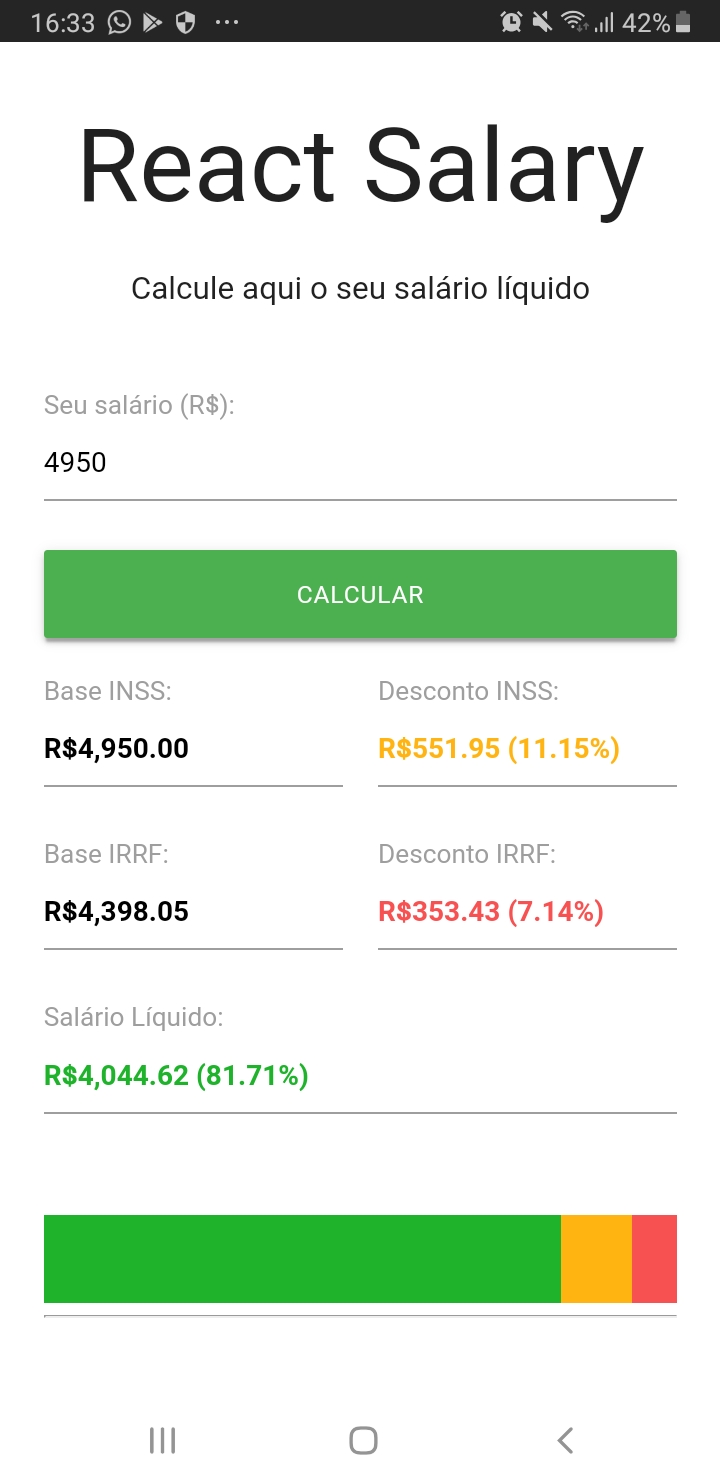 16:33 42%
React Salary
Calcule aqui o seu salário líquido
Seu salário (R$):
4950
CALCULAR
Base INSS: Desconto INSS:
R$4,950.00 R$551.95 (11.15%)
Base IRRF: Desconto IRRF:
R$4,398.05 R$353.43 (7.14%)
Salário Líquido:
R$4,044.62 (81.71%)